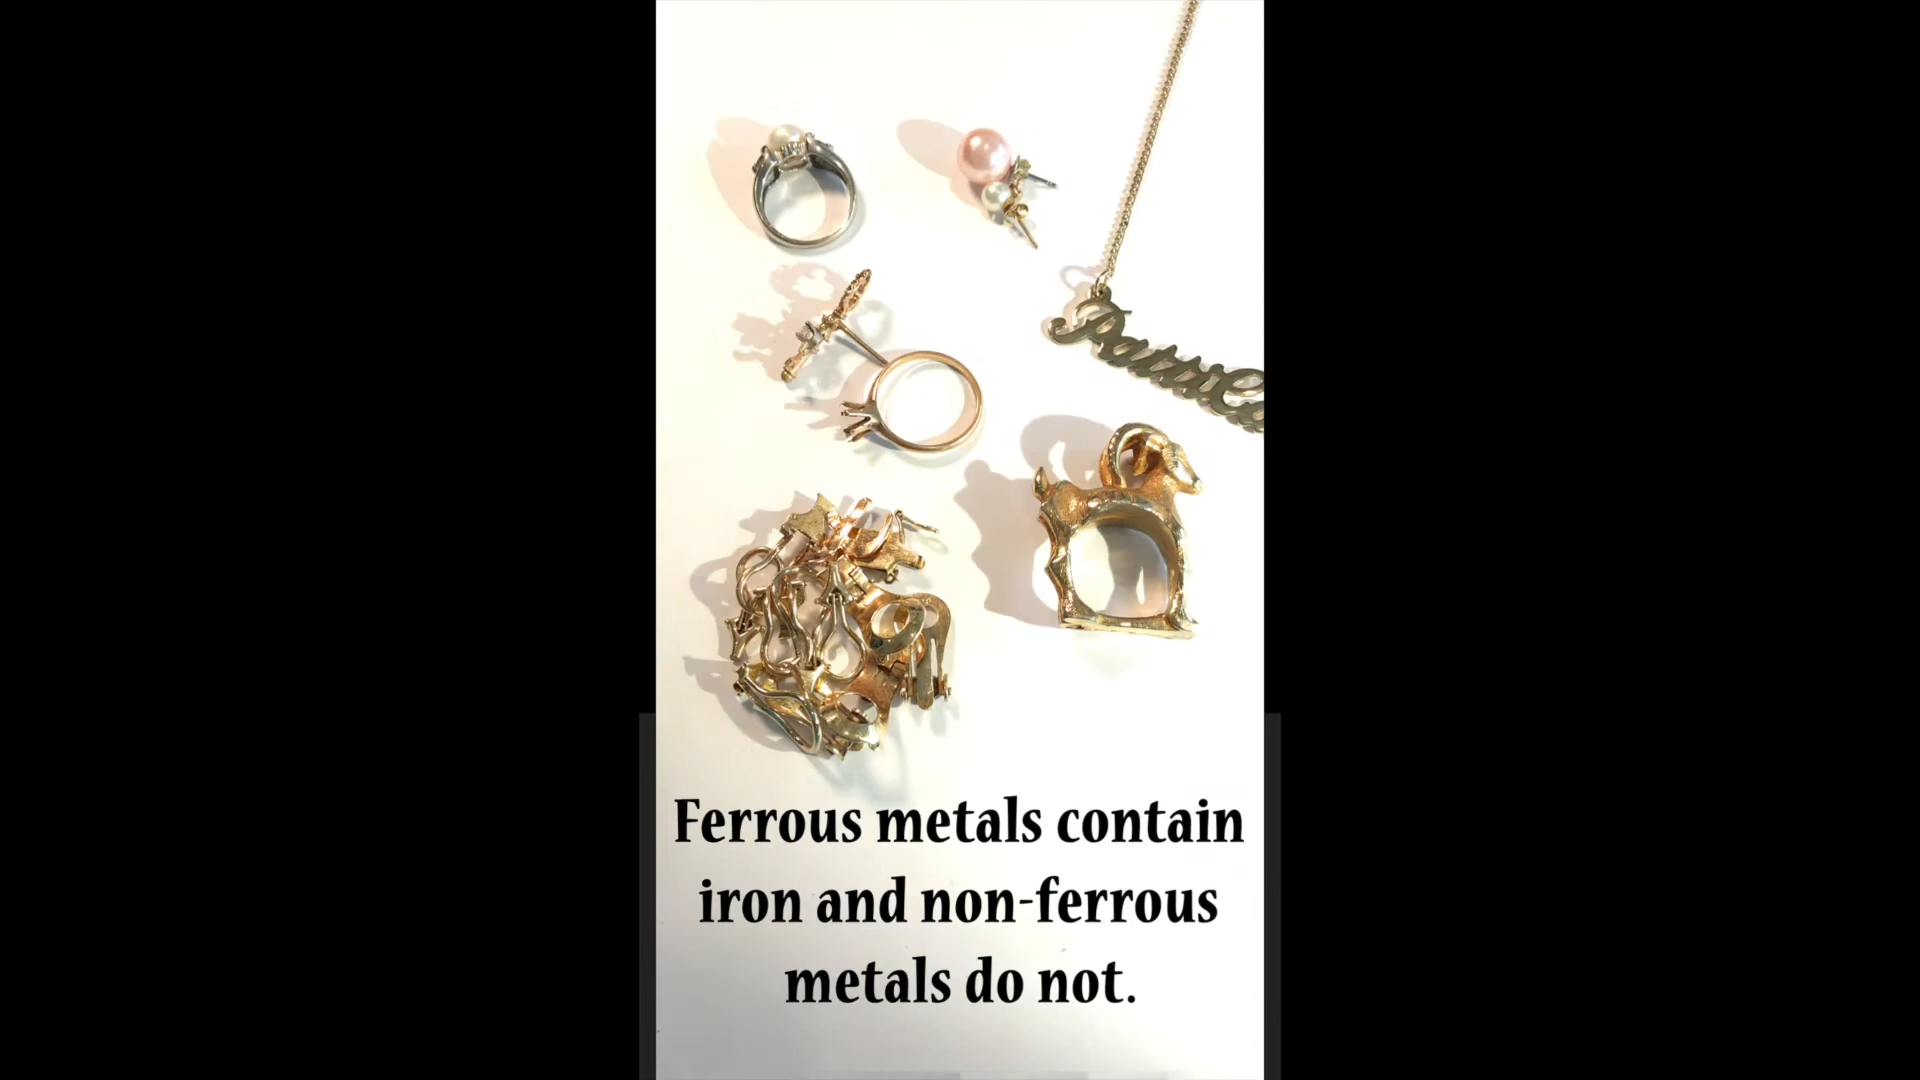 Ferrous metals contain
iron and non-ferrous
metals do not.